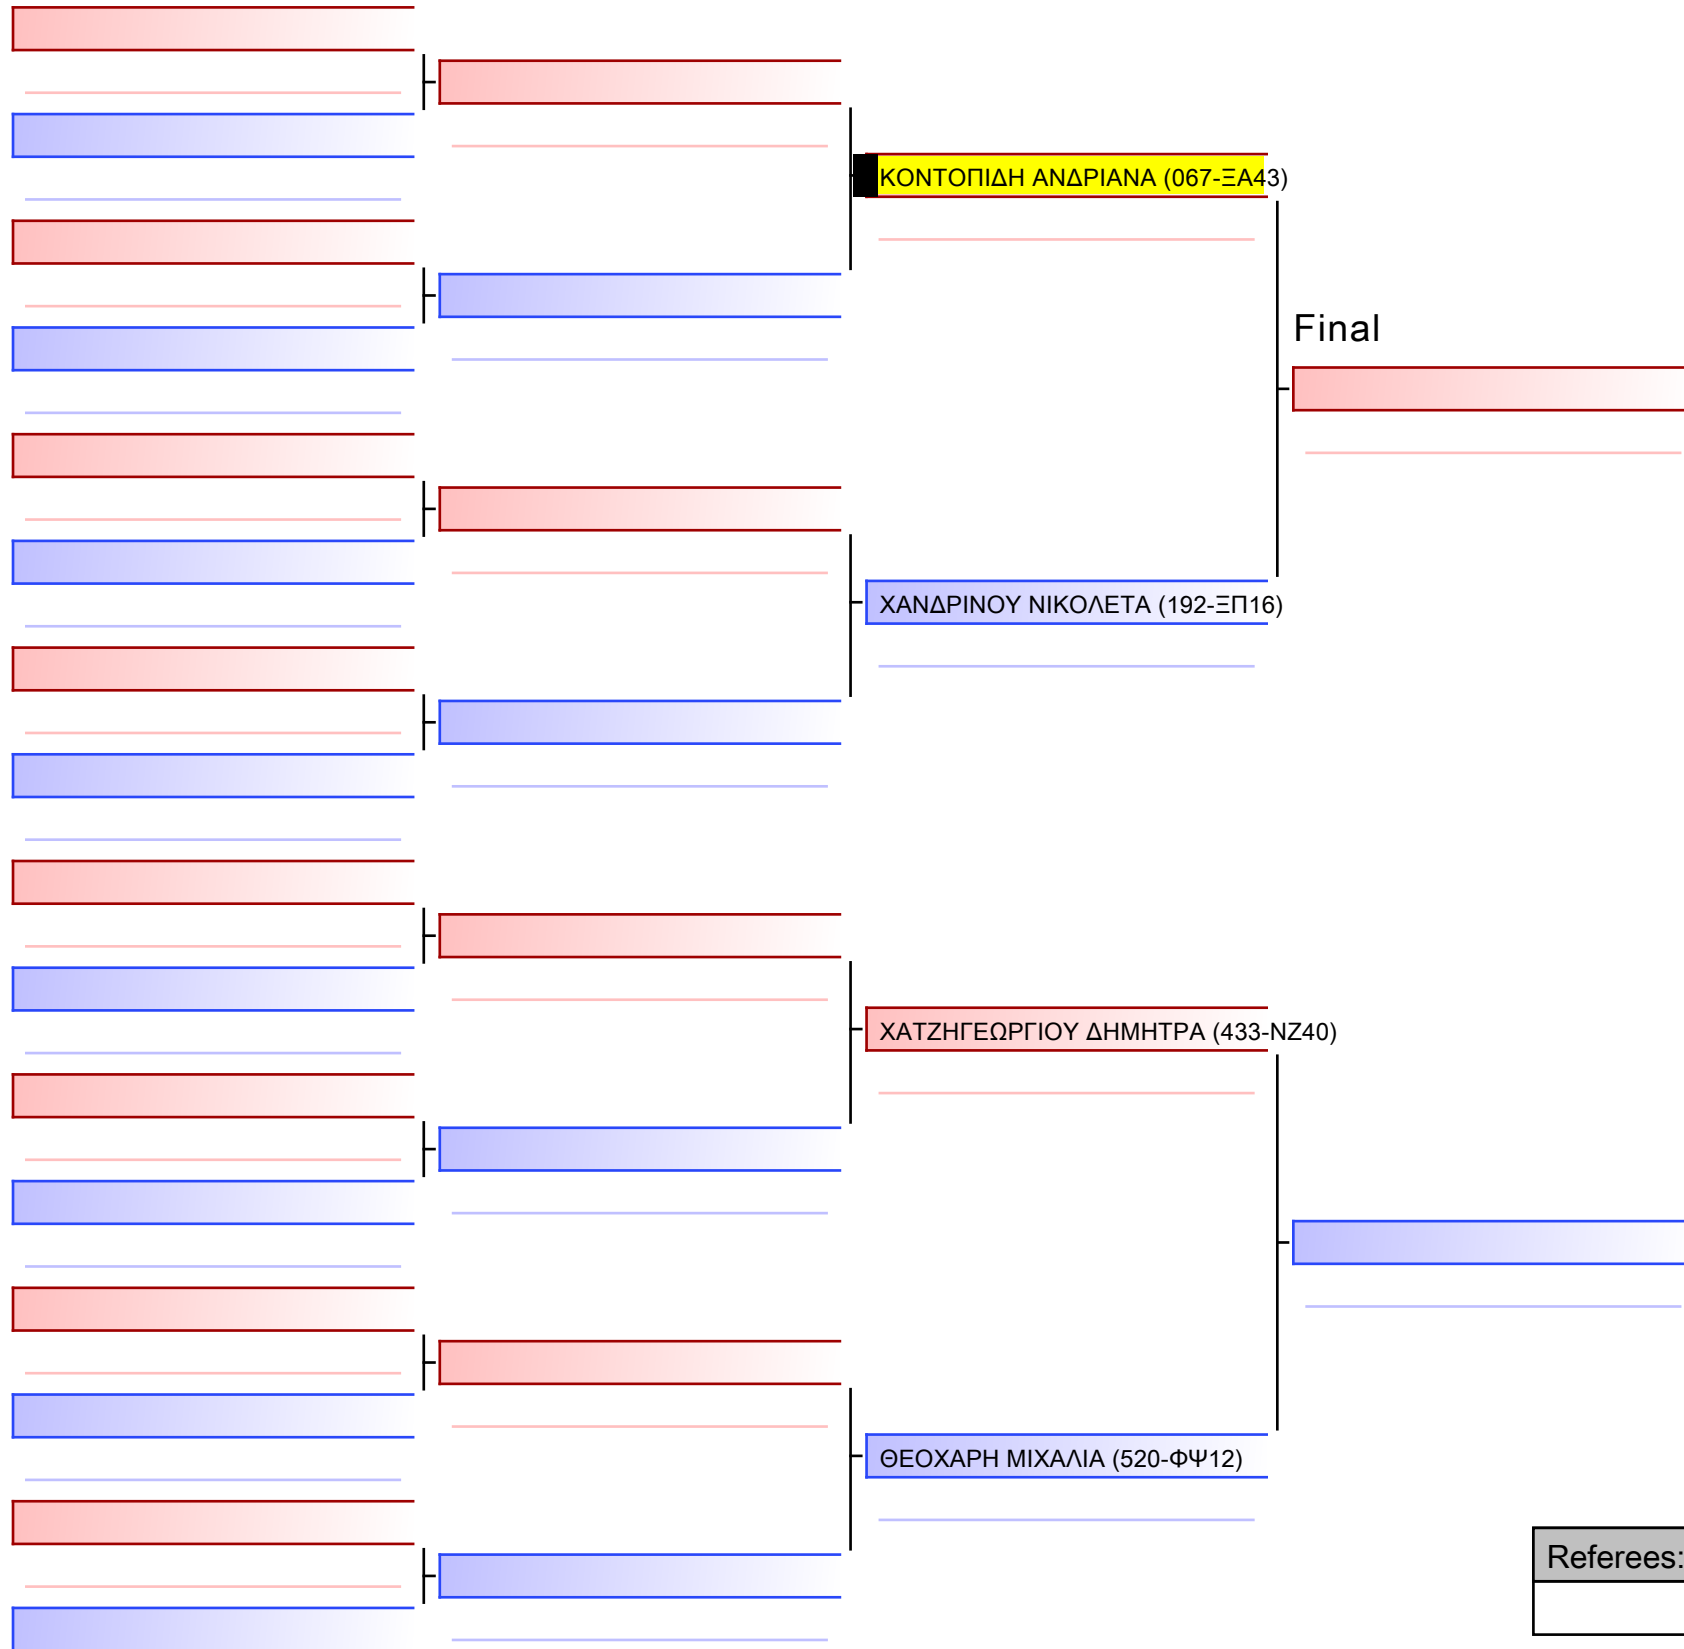 ΚΟΝΤΟΠΙΔΗ ΑΝΔΡΙΑΝΑ (067-ΞΑ43)
Final
ΧΑΝΔΡΙΝΟΥ ΝΙΚΟΛΕΤΑ (192-ΞΠ16)
ΧΑΤΖΗΓΕΩΡΓΙΟΥ ΔΗΜΗΤΡΑ (433-ΝΖ40)
ΘΕΟΧΑΡΗ ΜΙΧΑΛΙΑ (520-ΦΨ12)
Referees: